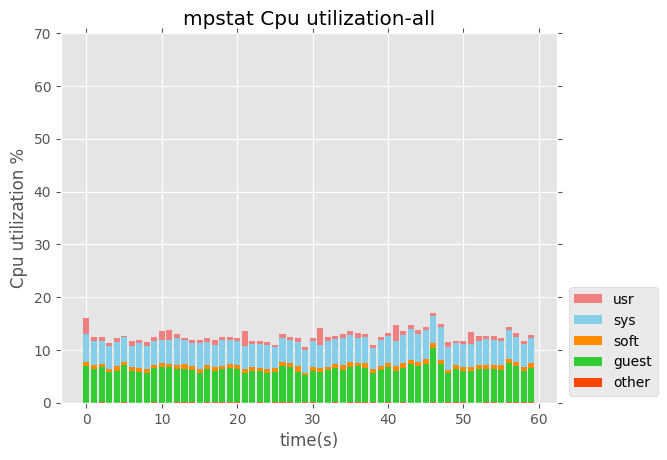 mpstat Cpu utilization-all
70
60
50
40
30
20
10
0
Cpu utilization %
0 10 20 30 40 50 60
time(s)
usr
sys
soft
guest
other